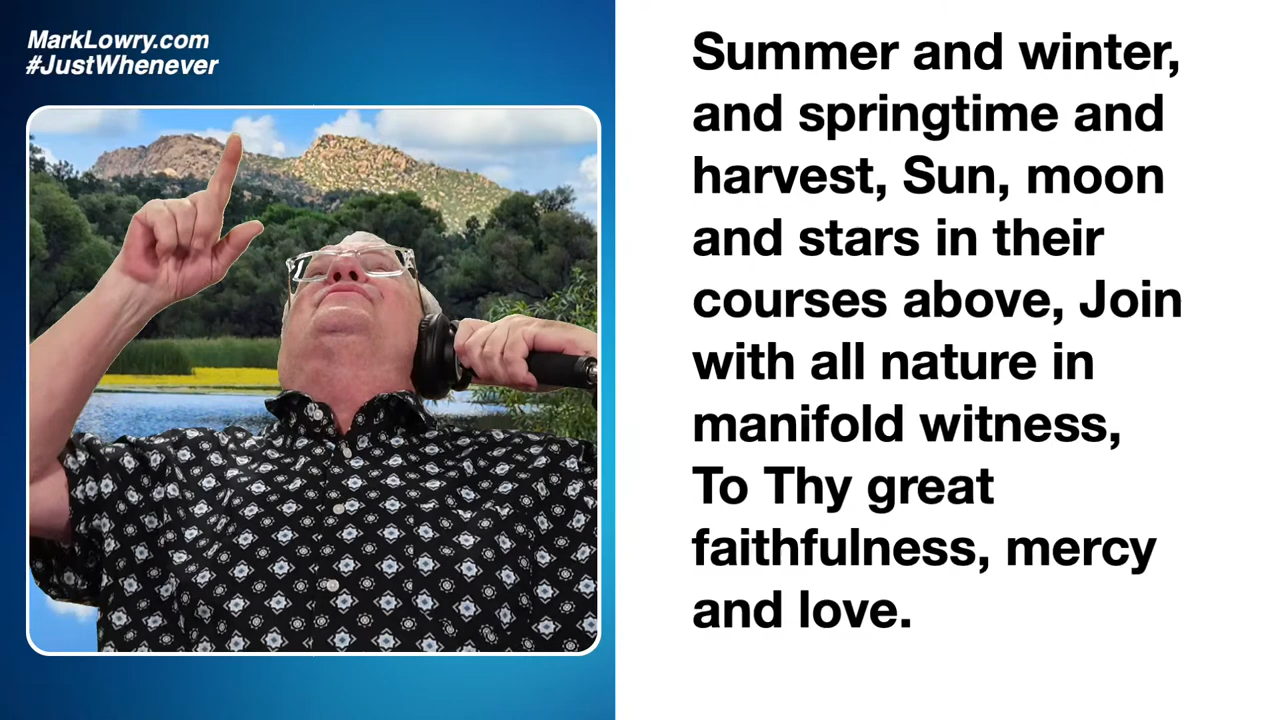 MarkLowry.com
#JustWhenever
Summer and winter,
and springtime and
harvest, Sun, moon
and stars in their
courses above, Join
with all nature in
manifold witness,
To Thy great
faithfulness, mercy
and love.